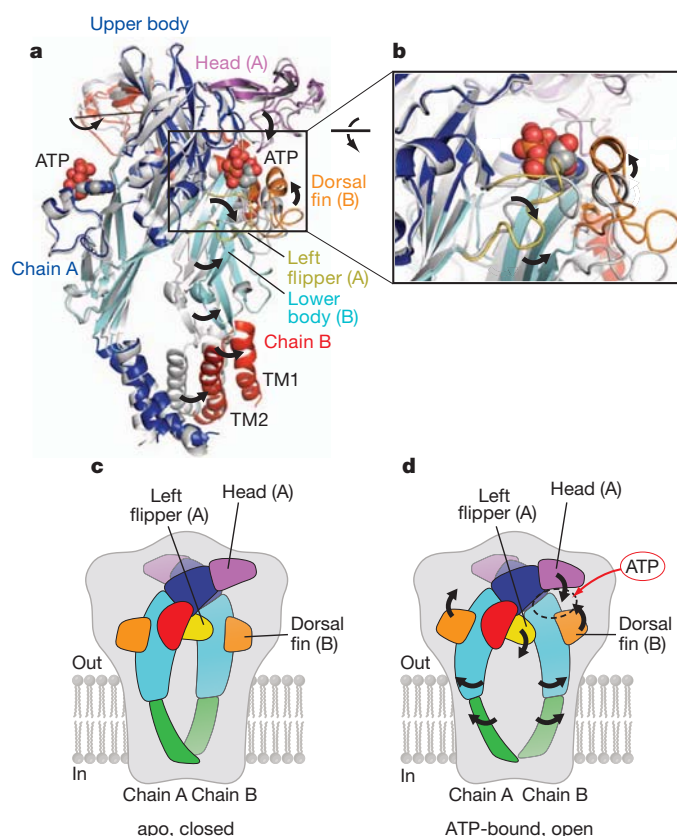 Upper body
a
Head (A)
b
ATP
ATP
Dorsal
fin (B)
Chain A
Left
flipper (A)
Lower
body (B)
Chain B
TM1
TM2
c
Left
flipper (A)
Head (A)
Dorsal
fin (B)
Out
In
Chain A Chain B
apo, closed
d
Left
flipper (A)
Head (A)
ATP
Dorsal
fin (B)
Out
In
Chain A Chain B
ATP-bound, open